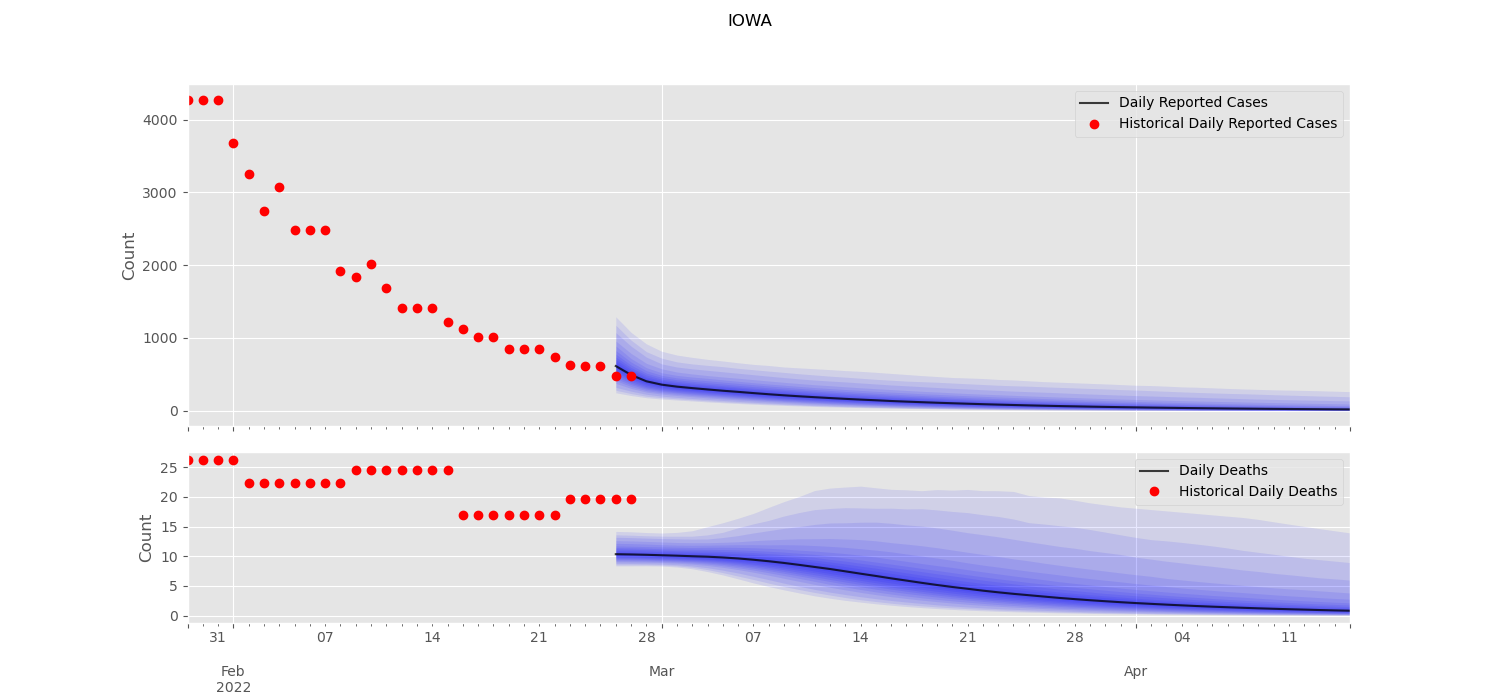 IOWA
Daily Reported Cases
Historical Daily Reported Cases
Count
4000
3000
2000
1000
0
Daily Deaths
Historical Daily Deaths
Count
25
20
15
10
5
0
31 07 14 21 28 07 14 21 28 04 11
Feb Mar Apr
2022